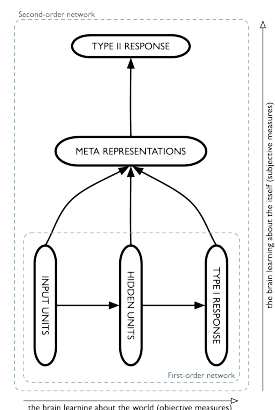 Second-order network
TYPE II RESPONSE
META REPRESENTATIONS
INPUT UNITS
HIDDEN UNITS
TYPE I RESPONSE
First-order network
the brain learning about the world (objective measures)
the brain learning about the itself (subjective measures)